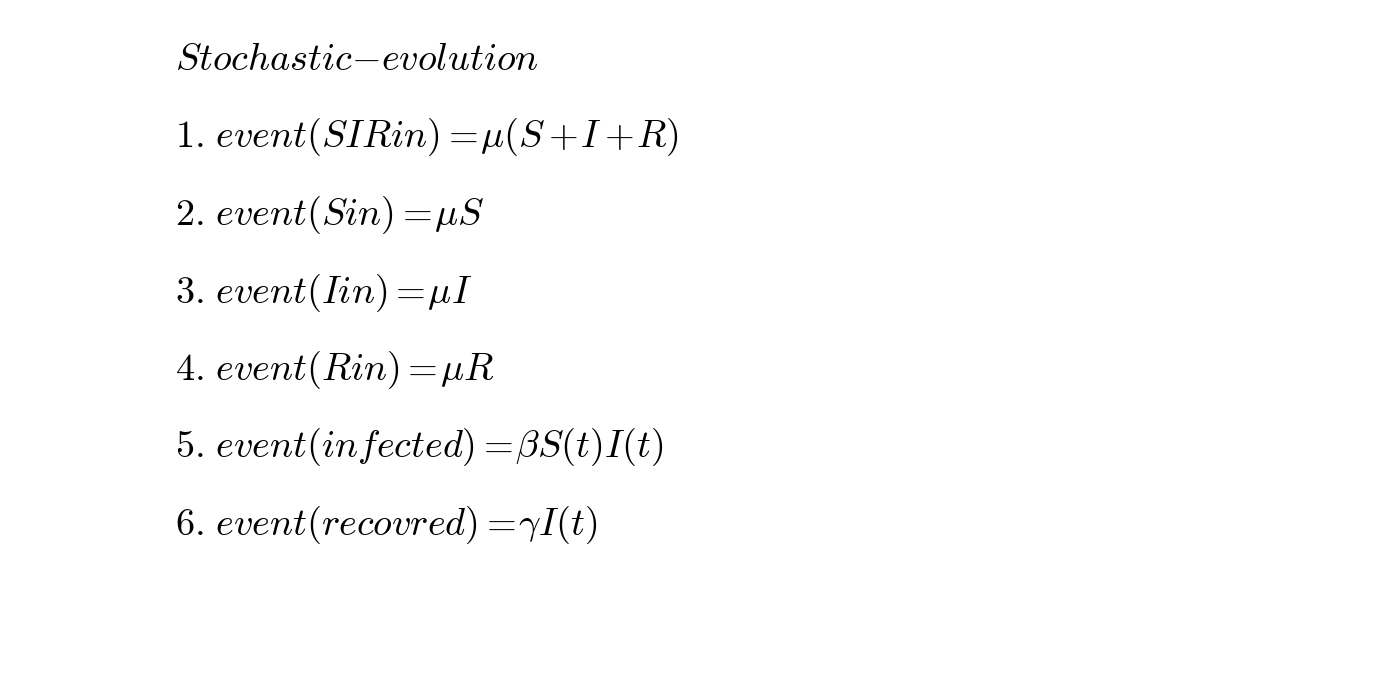 Stochastic−evolution
1. event(SIRin)=μ(S+I+R)
2. event(Sin)=μS
3. event(Iin)=μI
4. event(Rin)=μR
5. event(infected)=βS(t)I(t)
6. event(recovred)=γI(t)